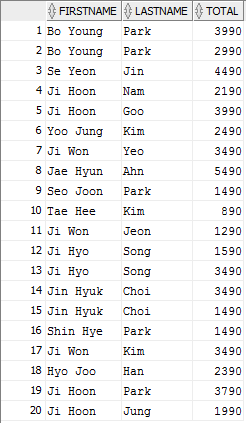 FIRSTNAME LASTNAME TOTAL
1 Bo Young Park 3990
2 Bo Young Park 2990
3 Se Yeon Jin 4490
4 Ji Hoon Nam 2190
5 Ji Hoon Goo 3990
6 Yoo Jung Kim 2490
7 Ji Won Yeo 3490
8 Jae Hyun Ahn 5490
9 Seo Joon Park 1490
10 Tae Hee Kim 890
11 Ji Won Jeon 1290
12 Ji Hyo Song 1590
13 Ji Hyo Song 3490
14 Jin Hyuk Choi 3490
15 Jin Hyuk Choi 1490
16 Shin Hye Park 1490
17 Ji Won Kim 3490
18 Hyo Joo Han 2390
19 Ji Hoon Park 3790
20 Ji Hoon Jung 1990